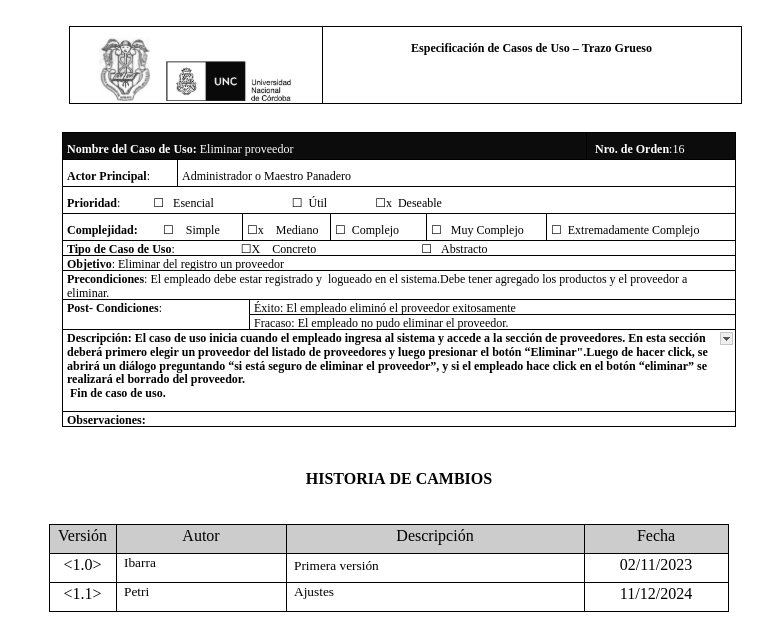 Especificación de Casos de Uso – Trazo Grueso
UNC
Universidad
Nacional
de Córdoba
Nombre del Caso de Uso: Eliminar proveedor Nro. de Orden:16
Actor Principal: Administrador o Maestro Panadero
Prioridad: ☐ Esencial ☐ Útil ☐x Deseable
Complejidad: ☐ Simple ☐x Mediano ☐ Complejo ☐ Muy Complejo ☐ Extremadamente Complejo
Tipo de Caso de Uso: ☐X Concreto ☐ Abstracto
Objetivo: Eliminar del registro un proveedor
Precondiciones: El empleado debe estar registrado y logueado en el sistema.Debe tener agregado los productos y el proveedor a
eliminar.
Post- Condiciones: Éxito: El empleado eliminó el proveedor exitosamente
Fracaso: El empleado no pudo eliminar el proveedor.
Descripción: El caso de uso inicia cuando el empleado ingresa al sistema y accede a la sección de proveedores. En esta sección
deberá primero elegir un proveedor del listado de proveedores y luego presionar el botón “Eliminar".Luego de hacer click, se
abrirá un diálogo preguntando “si está seguro de eliminar el proveedor”, y si el empleado hace click en el botón “eliminar” se
realizará el borrado del proveedor.
Fin de caso de uso.
Observaciones:
HISTORIA DE CAMBIOS
Versión Autor Descripción Fecha
<1.0> Ibarra Primera versión 02/11/2023
<1.1> Petri Ajustes 11/12/2024